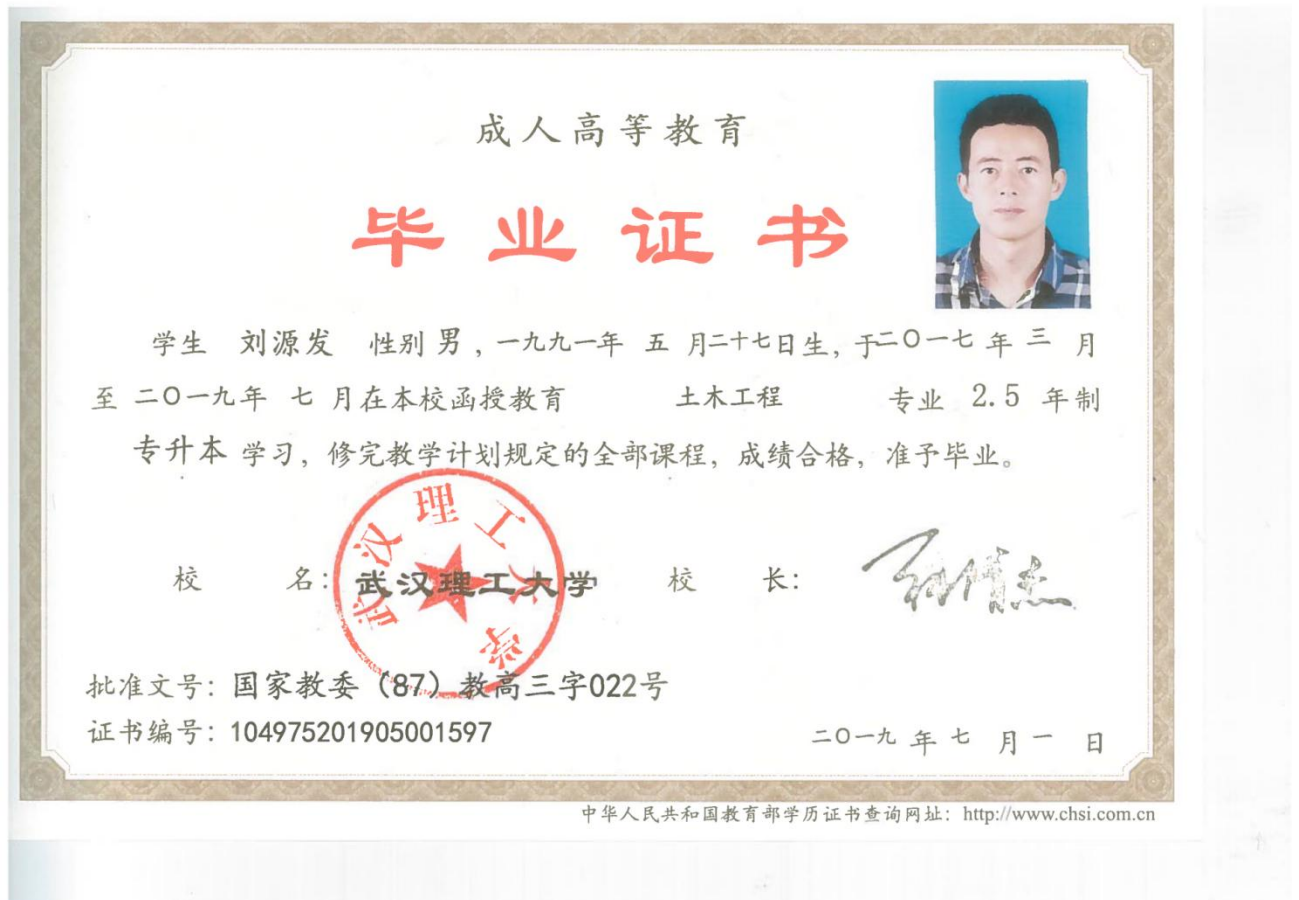 成人高等教育
毕业证书
学生 刘源发 性别 男，一九九一年 五 月二十七日生，于二〇一七 年 三 月
至 二〇一九年 七 月在本校函授教育 土木工程 专业 2.5 年制
专升本 学习，修完教学计划规定的全部课程，成绩合格，准予毕业。
武汉理工大学
校 名：武汉理工大学 校 长：
批准文号：国家教委（87）教高三字022号
证书编号：104975201905001597
二〇一九 年 七 月 一 日
中华人民共和国教育部学历证书查询网址：http://www.chsi.com.cn